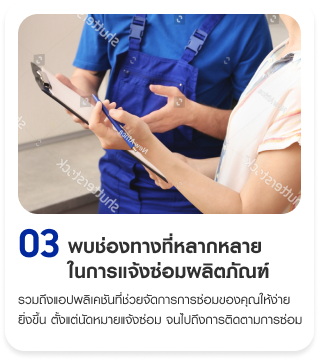 shutterstock
shutterstock
New Africa
shutterstock
shutterstock
03 พบช่องทางที่หลากหลาย
ในการแจ้งซ่อมผลิตภัณฑ์
รวมถึงแอปพลิเคชันที่ช่วยจัดการการซ่อมของคุณให้ง่าย
ยิ่งขึ้น ตั้งแต่นัดหมายแจ้งซ่อม จนไปถึงการติดตามการซ่อม